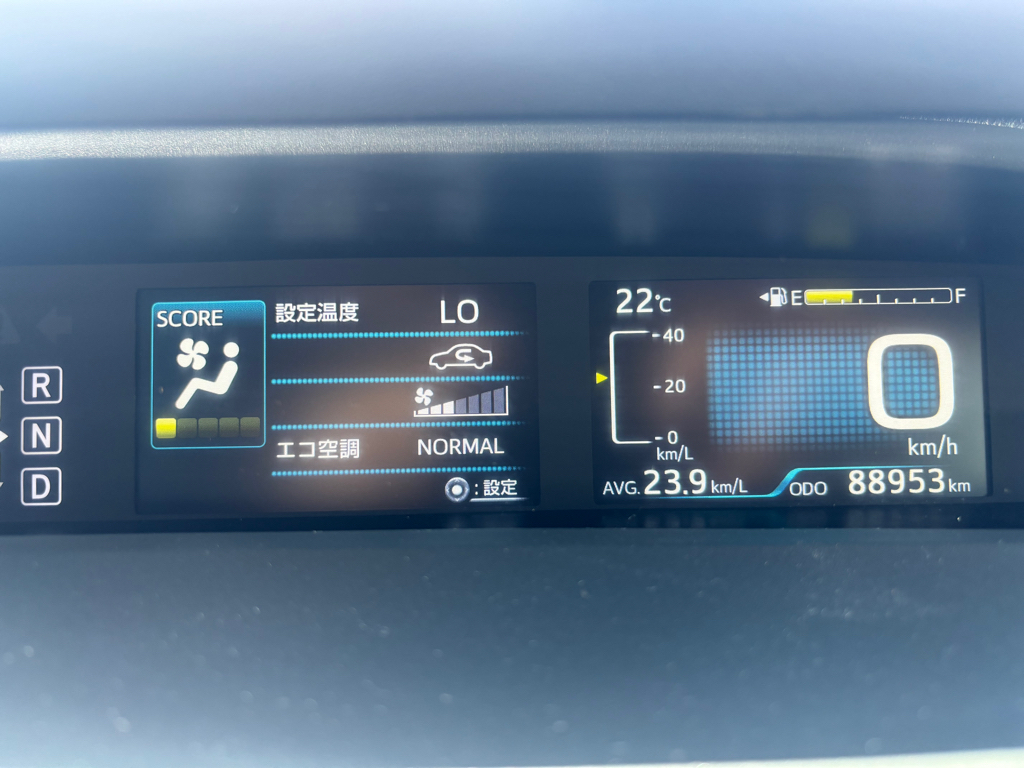 R
N
D
SCORE
設定温度 LO
エコ空調 NORMAL
:設定
22℃
E F
40
20
0
km/L
0
km/h
AVG. 23.9 km/L
ODO 88953 km